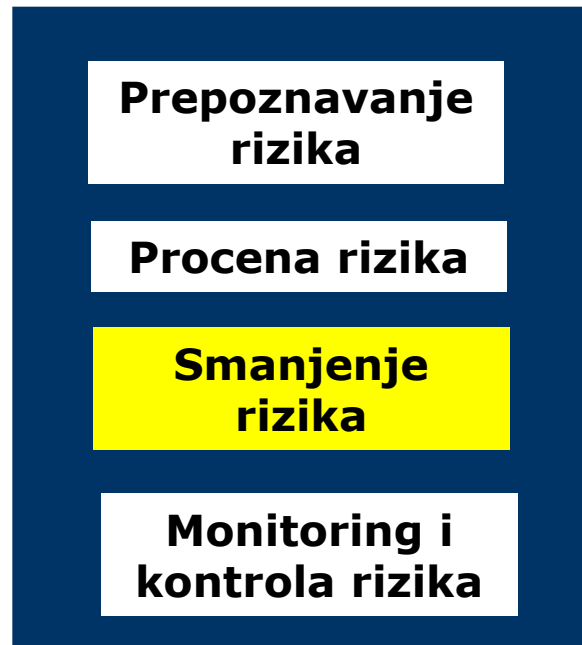 Prepoznavanje
rizika
Procena rizika
Smanjenje
rizika
Monitoring i
kontrola rizika